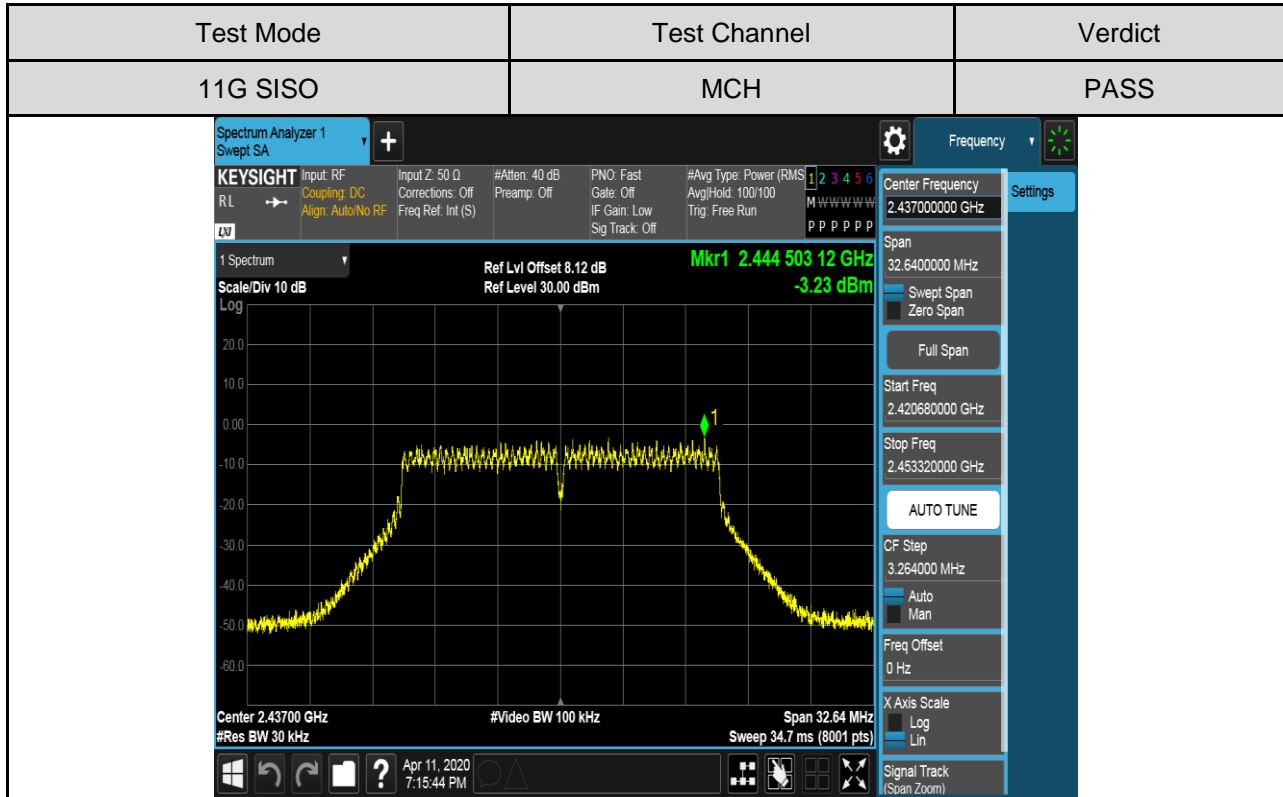 Test Mode Test Channel Verdict
11G SISO MCH PASS
Spectrum Analyzer 1
Swept SA
+
Frequency
KEYSIGHT
RL
LXI
Input: RF
Coupling: DC
Align: Auto/No RF
Input Z: 50 Ω
Corrections: Off
Freq Ref: Int (S)
#Atten: 40 dB
Preamp: Off
PNO: Fast
Gate: Off
IF Gain: Low
Sig Track: Off
#Avg Type: Power (RMS
Avg|Hold: 100/100
Trig: Free Run
1 2 3 4 5 6
M W W W W W
P P P P P P
1 Spectrum
Scale/Div 10 dB
Ref Lvl Offset 8.12 dB
Ref Level 30.00 dBm
Mkr1 2.444 503 12 GHz
-3.23 dBm
Log
20.0
10.0
0.00
-10.0
-20.0
-30.0
-40.0
-50.0
-60.0
1
Center 2.43700 GHz
#Res BW 30 kHz
#Video BW 100 kHz
Span 32.64 MHz
Sweep 34.7 ms (8001 pts)
Center Frequency
2.437000000 GHz
Settings
Span
32.6400000 MHz
Swept Span
Zero Span
Full Span
Start Freq
2.420680000 GHz
Stop Freq
2.453320000 GHz
AUTO TUNE
CF Step
3.264000 MHz
Auto
Man
Freq Offset
0 Hz
X Axis Scale
Log
Lin
Signal Track
(Span Zoom)
?
Apr 11, 2020
7:15:44 PM